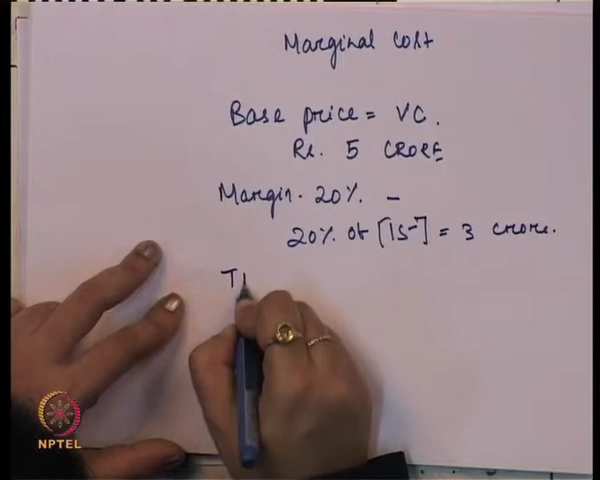 Marginal cost
Base price = VC.
Rs. 5 CRORE
Margin. 20%. -
20% of [15] = 3 crore.
NPTEL